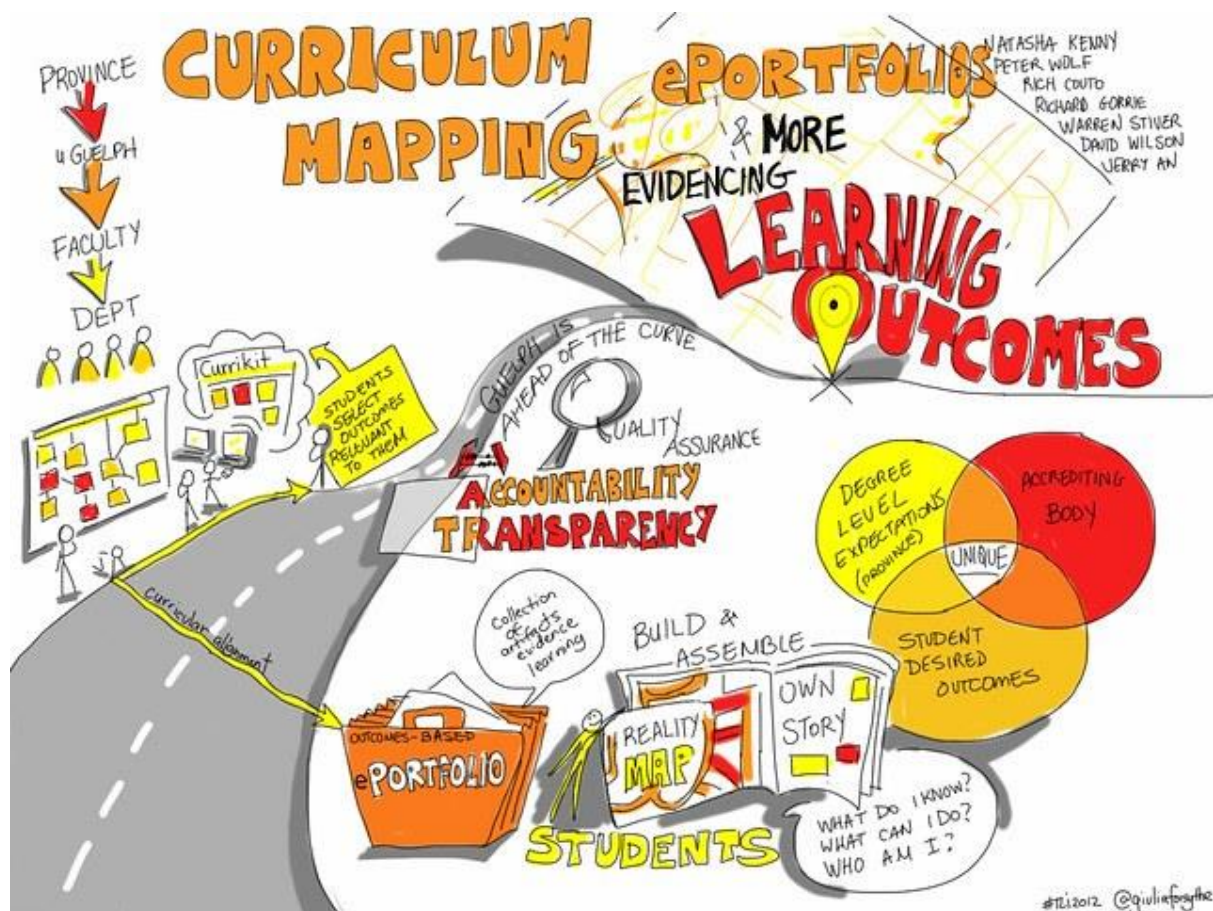 CURRICULUM
MAPPING
ePORTFOLIOS
& MORE
EVIDENCING
LEARNING
OUTCOMES
NATASHA KENNY
PETER WOLF
RICH COUTO
RICHARD GORRIE
WARREN STIVER
DAVID WILSON
JERRY AN
PROVINCE
u GUELPH
FACULTY
DEPT
Currikit
STUDENTS
SELECT
OUTCOMES
RELEVANT
TO THEM
GUELPH IS
AHEAD OF THE CURVE
QUALITY
ASSURANCE
ACCOUNTABILITY
TRANSPARENCY
DEGREE
LEVEL
EXPECTATIONS
(PROVINCE)
ACCREDITING
BODY
UNIQUE
STUDENT
DESIRED
OUTCOMES
curricular alignment
Collection
of
artifacts
evidence
learning
OUTCOMES-BASED
ePORTFOLIO
BUILD &
ASSEMBLE
REALITY
MAP
OWN
STORY
STUDENTS
WHAT DO I KNOW?
WHAT CAN I DO?
WHO AM I?
#TLi2012 @giuliaforsythe